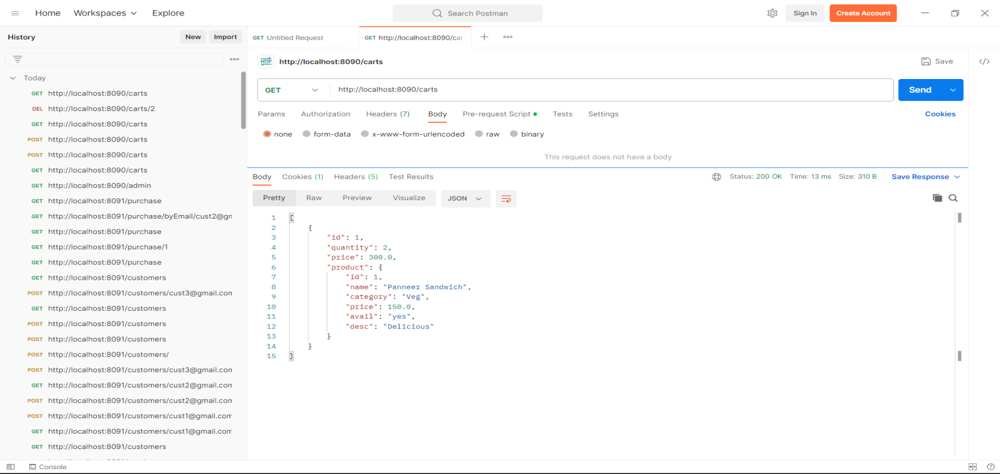 Home Workspaces Explore Search Postman Sign In Create Account
History New Import
GET Untitled Request GET http://localhost:8090/car
Today
GET http://localhost:8090/carts
DEL http://localhost:8090/carts/2
GET http://localhost:8090/carts
POST http://localhost:8090/carts
POST http://localhost:8090/carts
GET http://localhost:8090/carts
GET http://localhost:8090/admin
GET http://localhost:8091/purchase
GET http://localhost:8091/purchase/byEmail/cust2@gm
GET http://localhost:8091/purchase
GET http://localhost:8091/purchase/1
GET http://localhost:8091/purchase
GET http://localhost:8091/customers
POST http://localhost:8091/customers/cust3@gmail.com
GET http://localhost:8091/customers
POST http://localhost:8091/customers
POST http://localhost:8091/customers
POST http://localhost:8091/customers/
POST http://localhost:8091/customers/cust3@gmail.com
GET http://localhost:8091/customers/cust2@gmail.com
POST http://localhost:8091/customers/cust2@gmail.com
POST http://localhost:8091/customers/cust1@gmail.com
GET http://localhost:8091/customers/cust1@gmail.com
GET http://localhost:8091/customers
HTTP http://localhost:8090/carts Save </>
GET http://localhost:8090/carts Send
Params Authorization Headers (7) Body Pre-request Script Tests Settings Cookies
none form-data x-www-form-urlencoded raw binary
This request does not have a body
Body Cookies (1) Headers (5) Test Results Status: 200 OK Time: 13 ms Size: 310 B Save Response
Pretty Raw Preview Visualize JSON
1 [
2 {
3 "id": 1,
4 "quantity": 2,
5 "price": 300.0,
6 "product": {
7 "id": 1,
8 "name": "Panneer Sandwich",
9 "category": "Veg",
10 "price": 150.0,
11 "avail": "yes",
12 "desc": "Delicious"
13 }
14 }
15 ]
Console